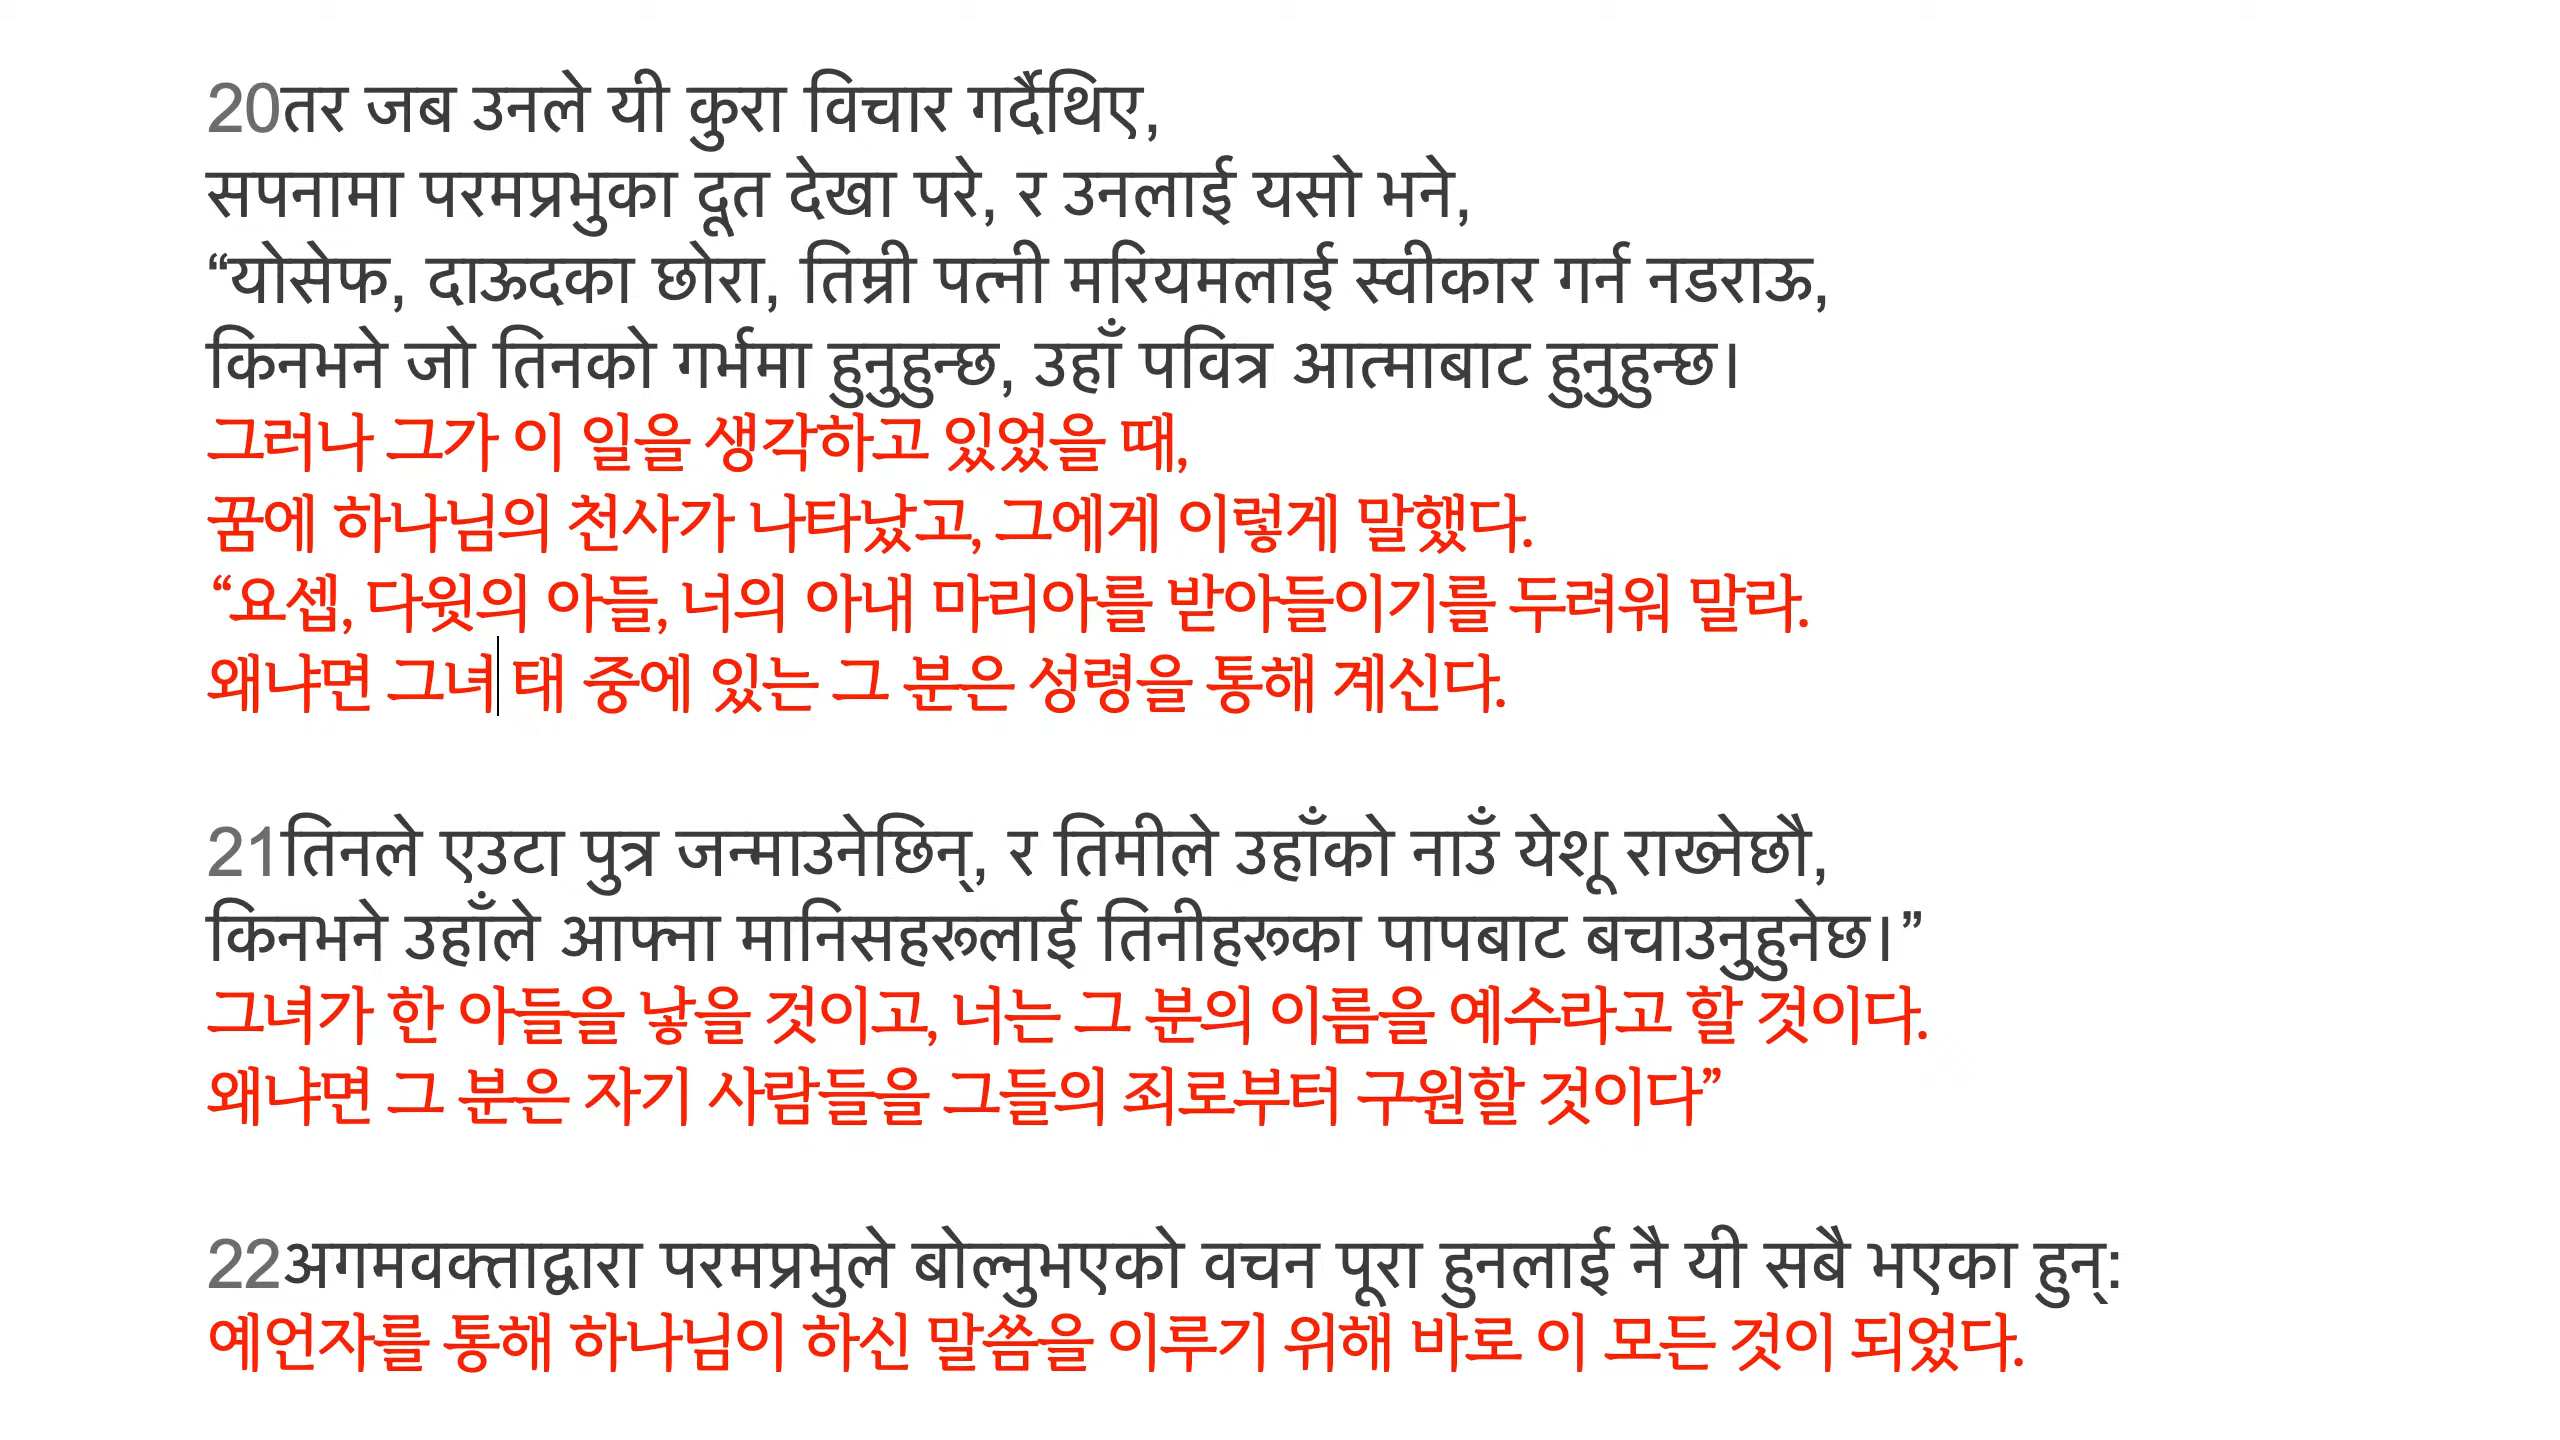 20तर जब उनले यी कुरा विचार गर्दैथिए,
सपनामा परमप्रभुका दूत देखा परे, र उनलाई यसो भने,
“योसेफ, दाऊदका छोरा, तिम्री पत्नी मरियमलाई स्वीकार गर्न नडराऊ,
किनभने जो तिनको गर्भमा हुनुहुन्छ, उहाँ पवित्र आत्माबाट हुनुहुन्छ।
그러나 그가 이 일을 생각하고 있었을 때,
꿈에 하나님의 천사가 나타났고, 그에게 이렇게 말했다.
“요셉, 다윗의 아들, 너의 아내 마리아를 받아들이기를 두려워 말라.
왜냐면 그녀 태 중에 있는 그 분은 성령을 통해 계신다.
21तिनले एउटा पुत्र जन्माउनेछिन्, र तिमीले उहाँको नाउँ येशू राख्नेछौ,
किनभने उहाँले आफ्ना मानिसहरूलाई तिनीहरूका पापबाट बचाउनुहुनेछ।”
그녀가 한 아들을 낳을 것이고, 너는 그 분의 이름을 예수라고 할 것이다.
왜냐면 그 분은 자기 사람들을 그들의 죄로부터 구원할 것이다”
22अगमवक्ताद्वारा परमप्रभुले बोल्नुभएको वचन पूरा हुनलाई नै यी सबै भएका हुन्:
예언자를 통해 하나님이 하신 말씀을 이루기 위해 바로 이 모든 것이 되었다.